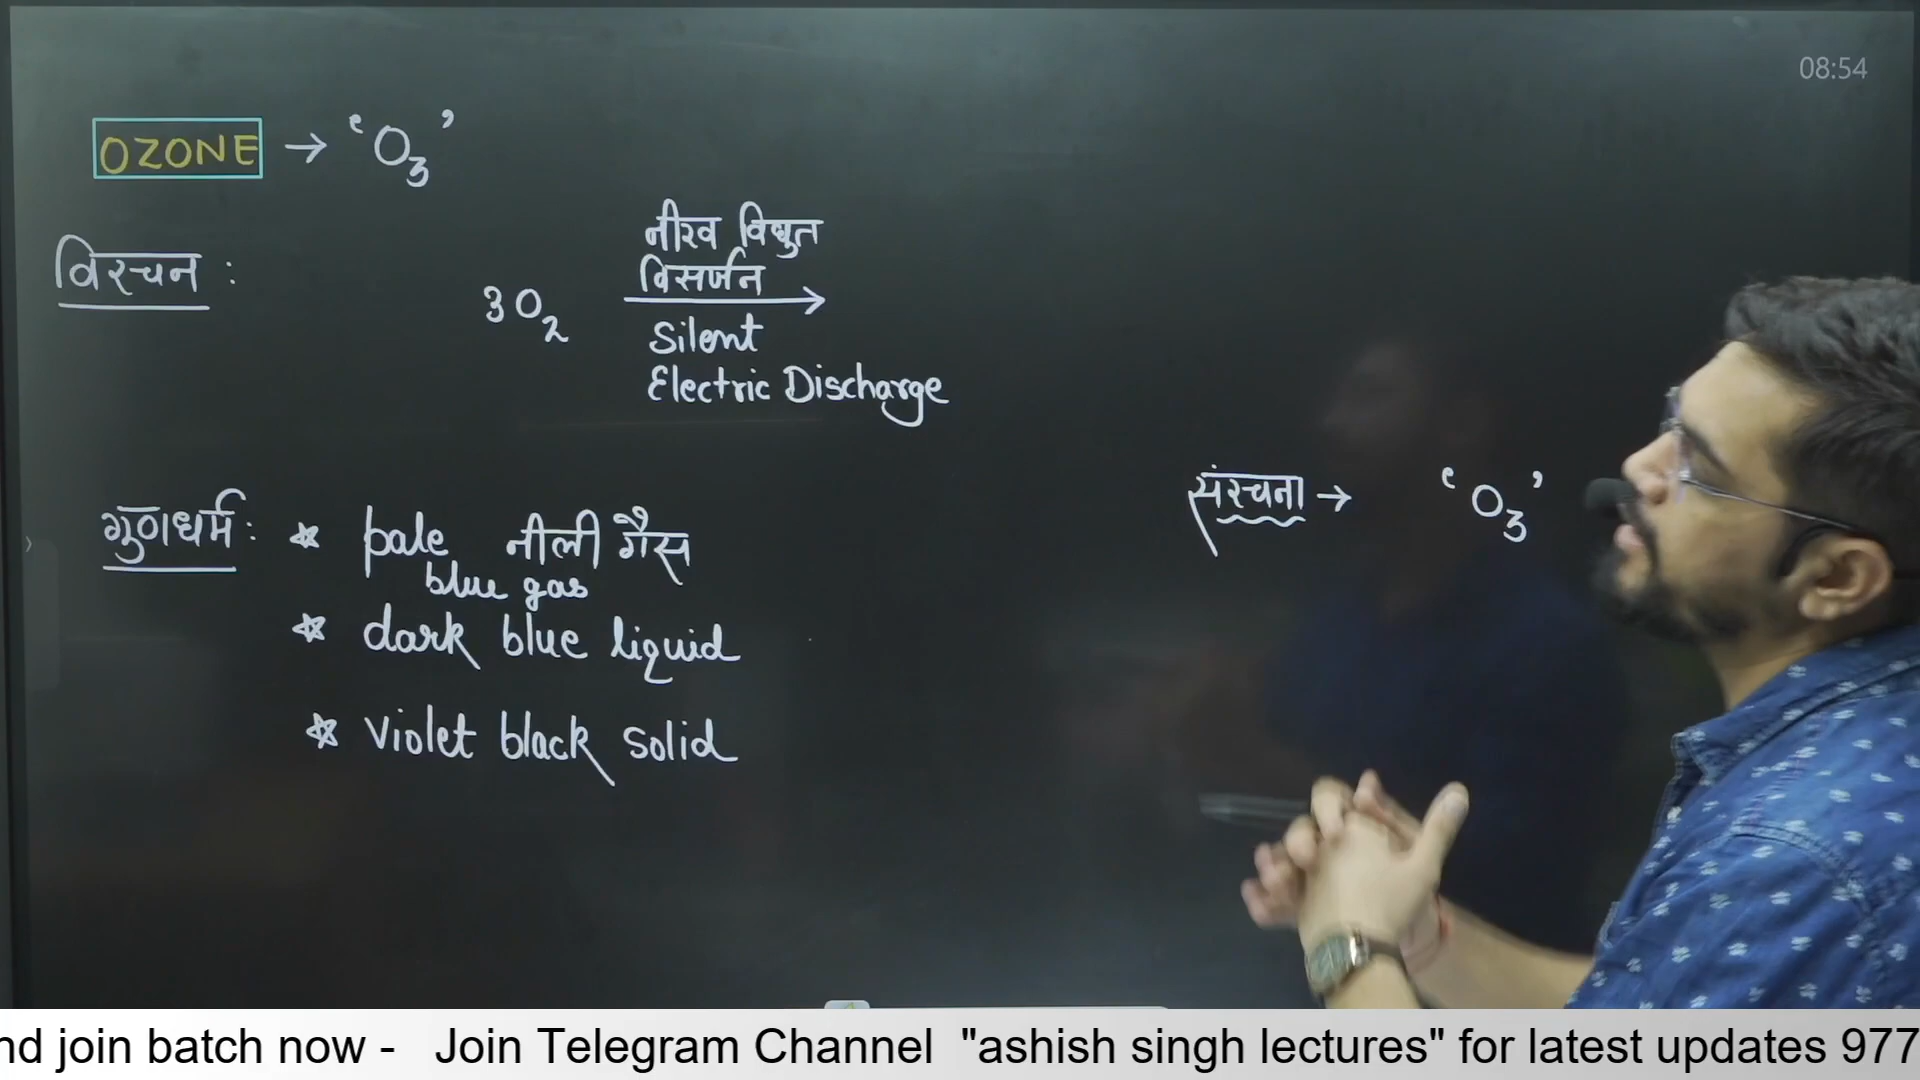 08:54
OZONE → 'O3'
विरचन :
नीरव विद्युत
विसर्जन
3O2 →
Silent
Electric Discharge
संरचना → 'O3'
गुणधर्म : ☆ pale नीली गैस
blue gas
☆ dark blue liquid
☆ violet black solid
nd join batch now - Join Telegram Channel "ashish singh lectures" for latest updates 977